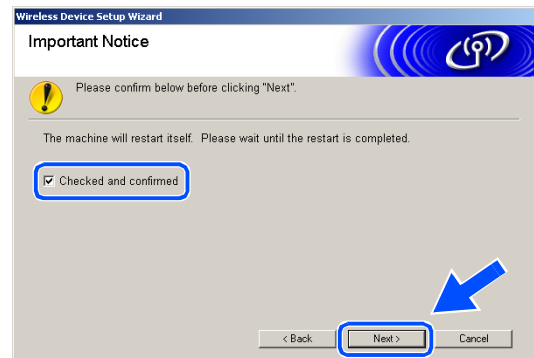 Wireless Device Setup Wizard
Important Notice
Please confirm below before clicking "Next".
The machine will restart itself.  Please wait until the restart is completed.
Checked and confirmed
< Back
Next >
Cancel